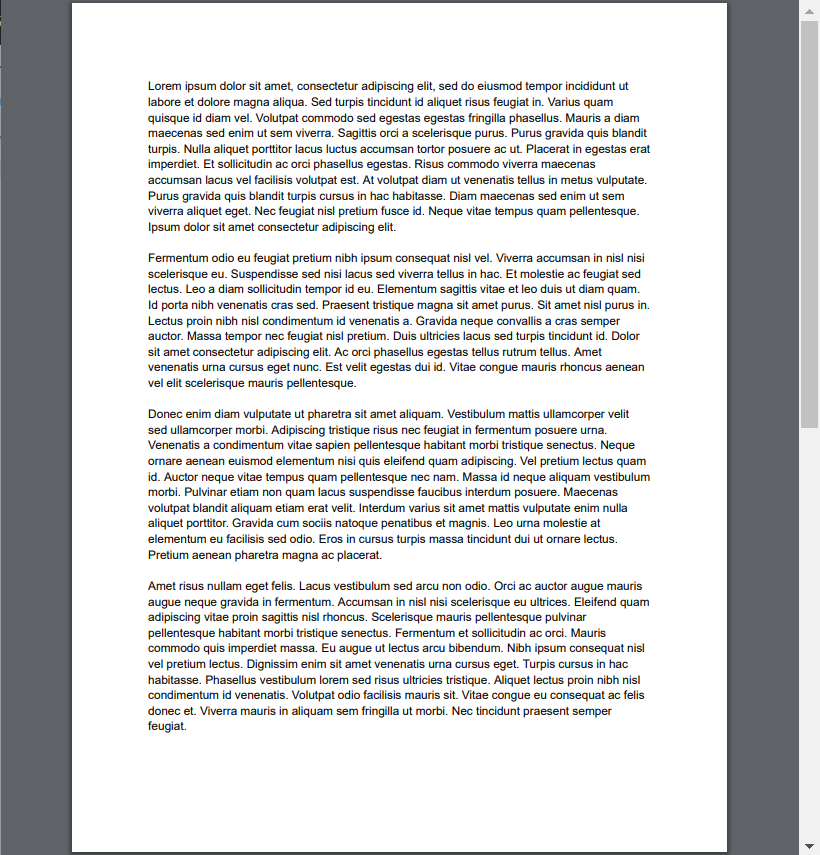 Lorem ipsum dolor sit amet, consectetur adipiscing elit, sed do eiusmod tempor incididunt ut
labore et dolore magna aliqua. Sed turpis tincidunt id aliquet risus feugiat in. Varius quam
quisque id diam vel. Volutpat commodo sed egestas egestas fringilla phasellus. Mauris a diam
maecenas sed enim ut sem viverra. Sagittis orci a scelerisque purus. Purus gravida quis blandit
turpis. Nulla aliquet porttitor lacus luctus accumsan tortor posuere ac ut. Placerat in egestas erat
imperdiet. Et sollicitudin ac orci phasellus egestas. Risus commodo viverra maecenas
accumsan lacus vel facilisis volutpat est. At volutpat diam ut venenatis tellus in metus vulputate.
Purus gravida quis blandit turpis cursus in hac habitasse. Diam maecenas sed enim ut sem
viverra aliquet eget. Nec feugiat nisl pretium fusce id. Neque vitae tempus quam pellentesque.
Ipsum dolor sit amet consectetur adipiscing elit.
Fermentum odio eu feugiat pretium nibh ipsum consequat nisl vel. Viverra accumsan in nisl nisi
scelerisque eu. Suspendisse sed nisi lacus sed viverra tellus in hac. Et molestie ac feugiat sed
lectus. Leo a diam sollicitudin tempor id eu. Elementum sagittis vitae et leo duis ut diam quam.
Id porta nibh venenatis cras sed. Praesent tristique magna sit amet purus. Sit amet nisl purus in.
Lectus proin nibh nisl condimentum id venenatis a. Gravida neque convallis a cras semper
auctor. Massa tempor nec feugiat nisl pretium. Duis ultricies lacus sed turpis tincidunt id. Dolor
sit amet consectetur adipiscing elit. Ac orci phasellus egestas tellus rutrum tellus. Amet
venenatis urna cursus eget nunc. Est velit egestas dui id. Vitae congue mauris rhoncus aenean
vel elit scelerisque mauris pellentesque.
Donec enim diam vulputate ut pharetra sit amet aliquam. Vestibulum mattis ullamcorper velit
sed ullamcorper morbi. Adipiscing tristique risus nec feugiat in fermentum posuere urna.
Venenatis a condimentum vitae sapien pellentesque habitant morbi tristique senectus. Neque
ornare aenean euismod elementum nisi quis eleifend quam adipiscing. Vel pretium lectus quam
id. Auctor neque vitae tempus quam pellentesque nec nam. Massa id neque aliquam vestibulum
morbi. Pulvinar etiam non quam lacus suspendisse faucibus interdum posuere. Maecenas
volutpat blandit aliquam etiam erat velit. Interdum varius sit amet mattis vulputate enim nulla
aliquet porttitor. Gravida cum sociis natoque penatibus et magnis. Leo urna molestie at
elementum eu facilisis sed odio. Eros in cursus turpis massa tincidunt dui ut ornare lectus.
Pretium aenean pharetra magna ac placerat.
Amet risus nullam eget felis. Lacus vestibulum sed arcu non odio. Orci ac auctor augue mauris
augue neque gravida in fermentum. Accumsan in nisl nisi scelerisque eu ultrices. Eleifend quam
adipiscing vitae proin sagittis nisl rhoncus. Scelerisque mauris pellentesque pulvinar
pellentesque habitant morbi tristique senectus. Fermentum et sollicitudin ac orci. Mauris
commodo quis imperdiet massa. Eu augue ut lectus arcu bibendum. Nibh ipsum consequat nisl
vel pretium lectus. Dignissim enim sit amet venenatis urna cursus eget. Turpis cursus in hac
habitasse. Phasellus vestibulum lorem sed risus ultricies tristique. Aliquet lectus proin nibh nisl
condimentum id venenatis. Volutpat odio facilisis mauris sit. Vitae congue eu consequat ac felis
donec et. Viverra mauris in aliquam sem fringilla ut morbi. Nec tincidunt praesent semper
feugiat.